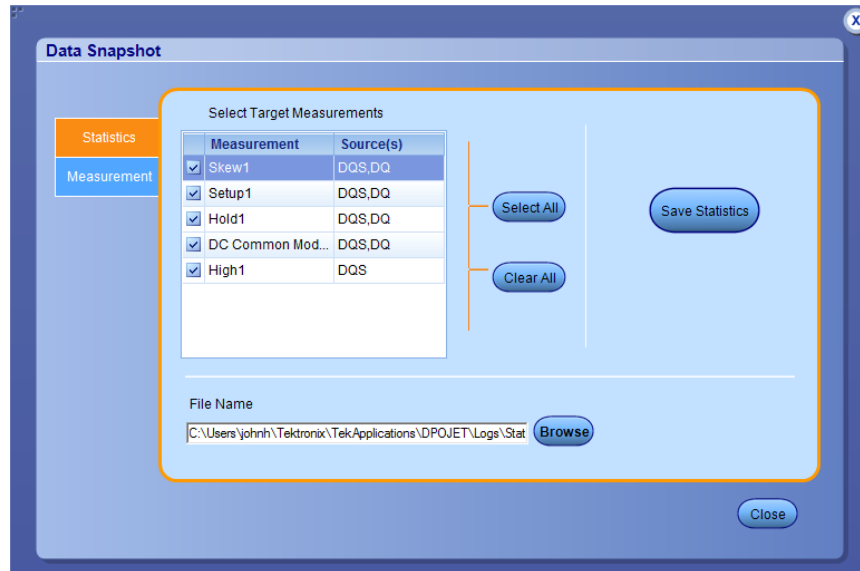 X
Data Snapshot
Statistics
Measurement
Select Target Measurements
Measurement Source(s)
Skew1 DQS,DQ
Setup1 DQS,DQ
Hold1 DQS,DQ
DC Common Mod... DQS,DQ
High1 DQS
Select All
Clear All
Save Statistics
File Name
C:\Users\johnh\Tektronix\TekApplications\DPOJET\Logs\Stat Browse
Close